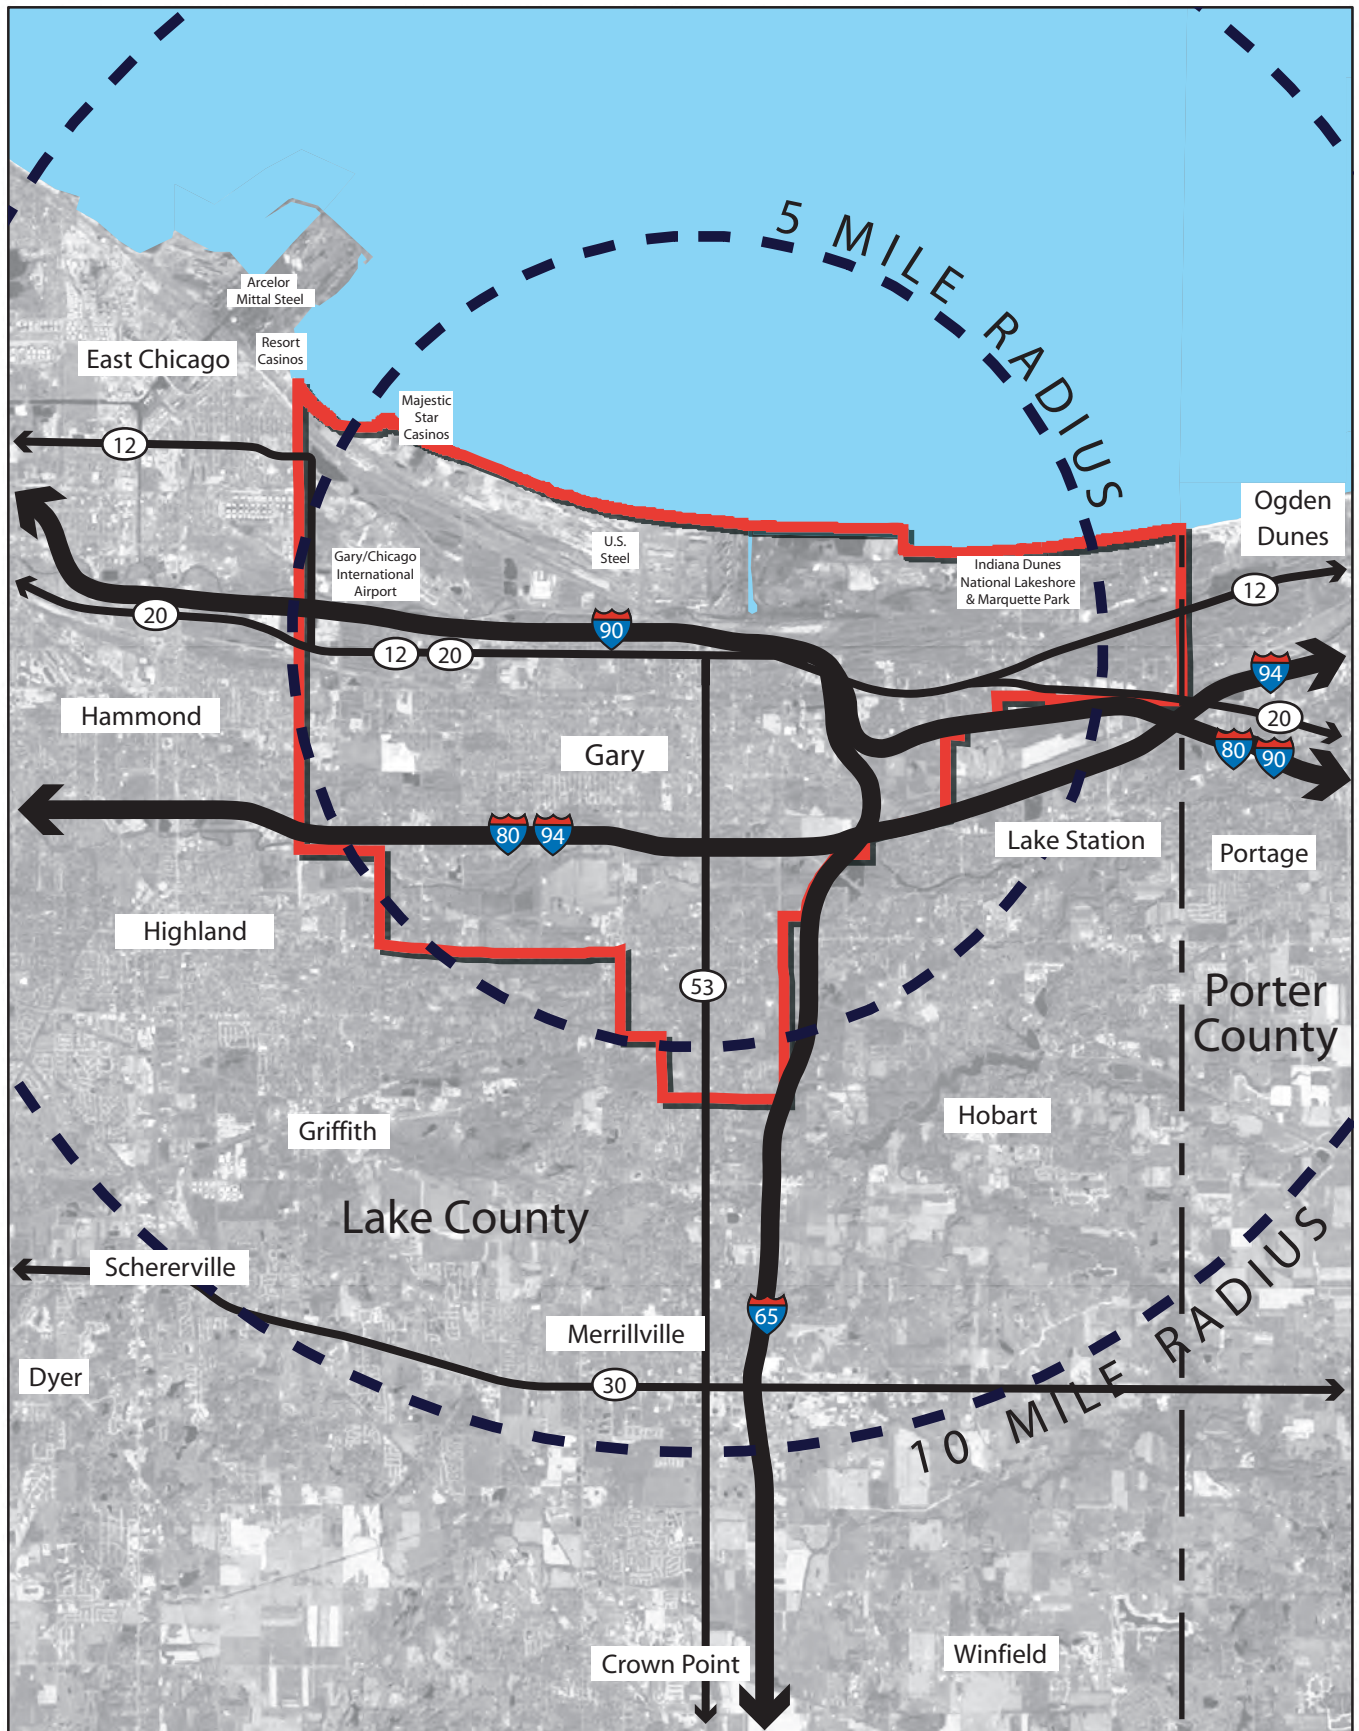 5 MILE RADIUS
Arcelor
Mittal Steel
Resort
Casinos
East Chicago
Majestic
Star
Casinos
12
Ogden
Dunes
U.S.
Steel
Gary/Chicago
International
Airport
Indiana Dunes
National Lakeshore
& Marquette Park
12
20
90
12 20
94
Hammond
20
Gary
80 90
80 94
Lake Station
Portage
Highland
53
Porter
County
Hobart
Griffith
Lake County
Schererville
65
Merrillville
Dyer
30
10 MILE RADIUS
Winfield
Crown Point